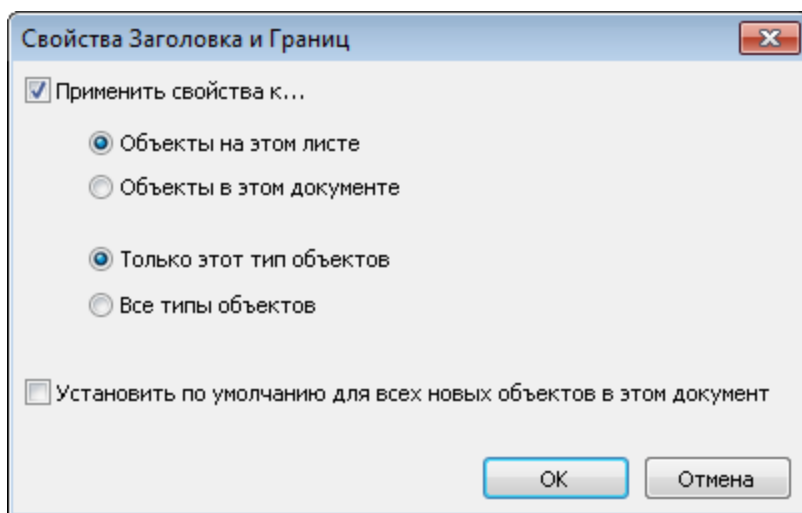 Свойства Заголовка и Границ
Применить свойства к...
Объекты на этом листе
Объекты в этом документе
Только этот тип объектов
Все типы объектов
Установить по умолчанию для всех новых объектов в этом документ
OK
Отмена